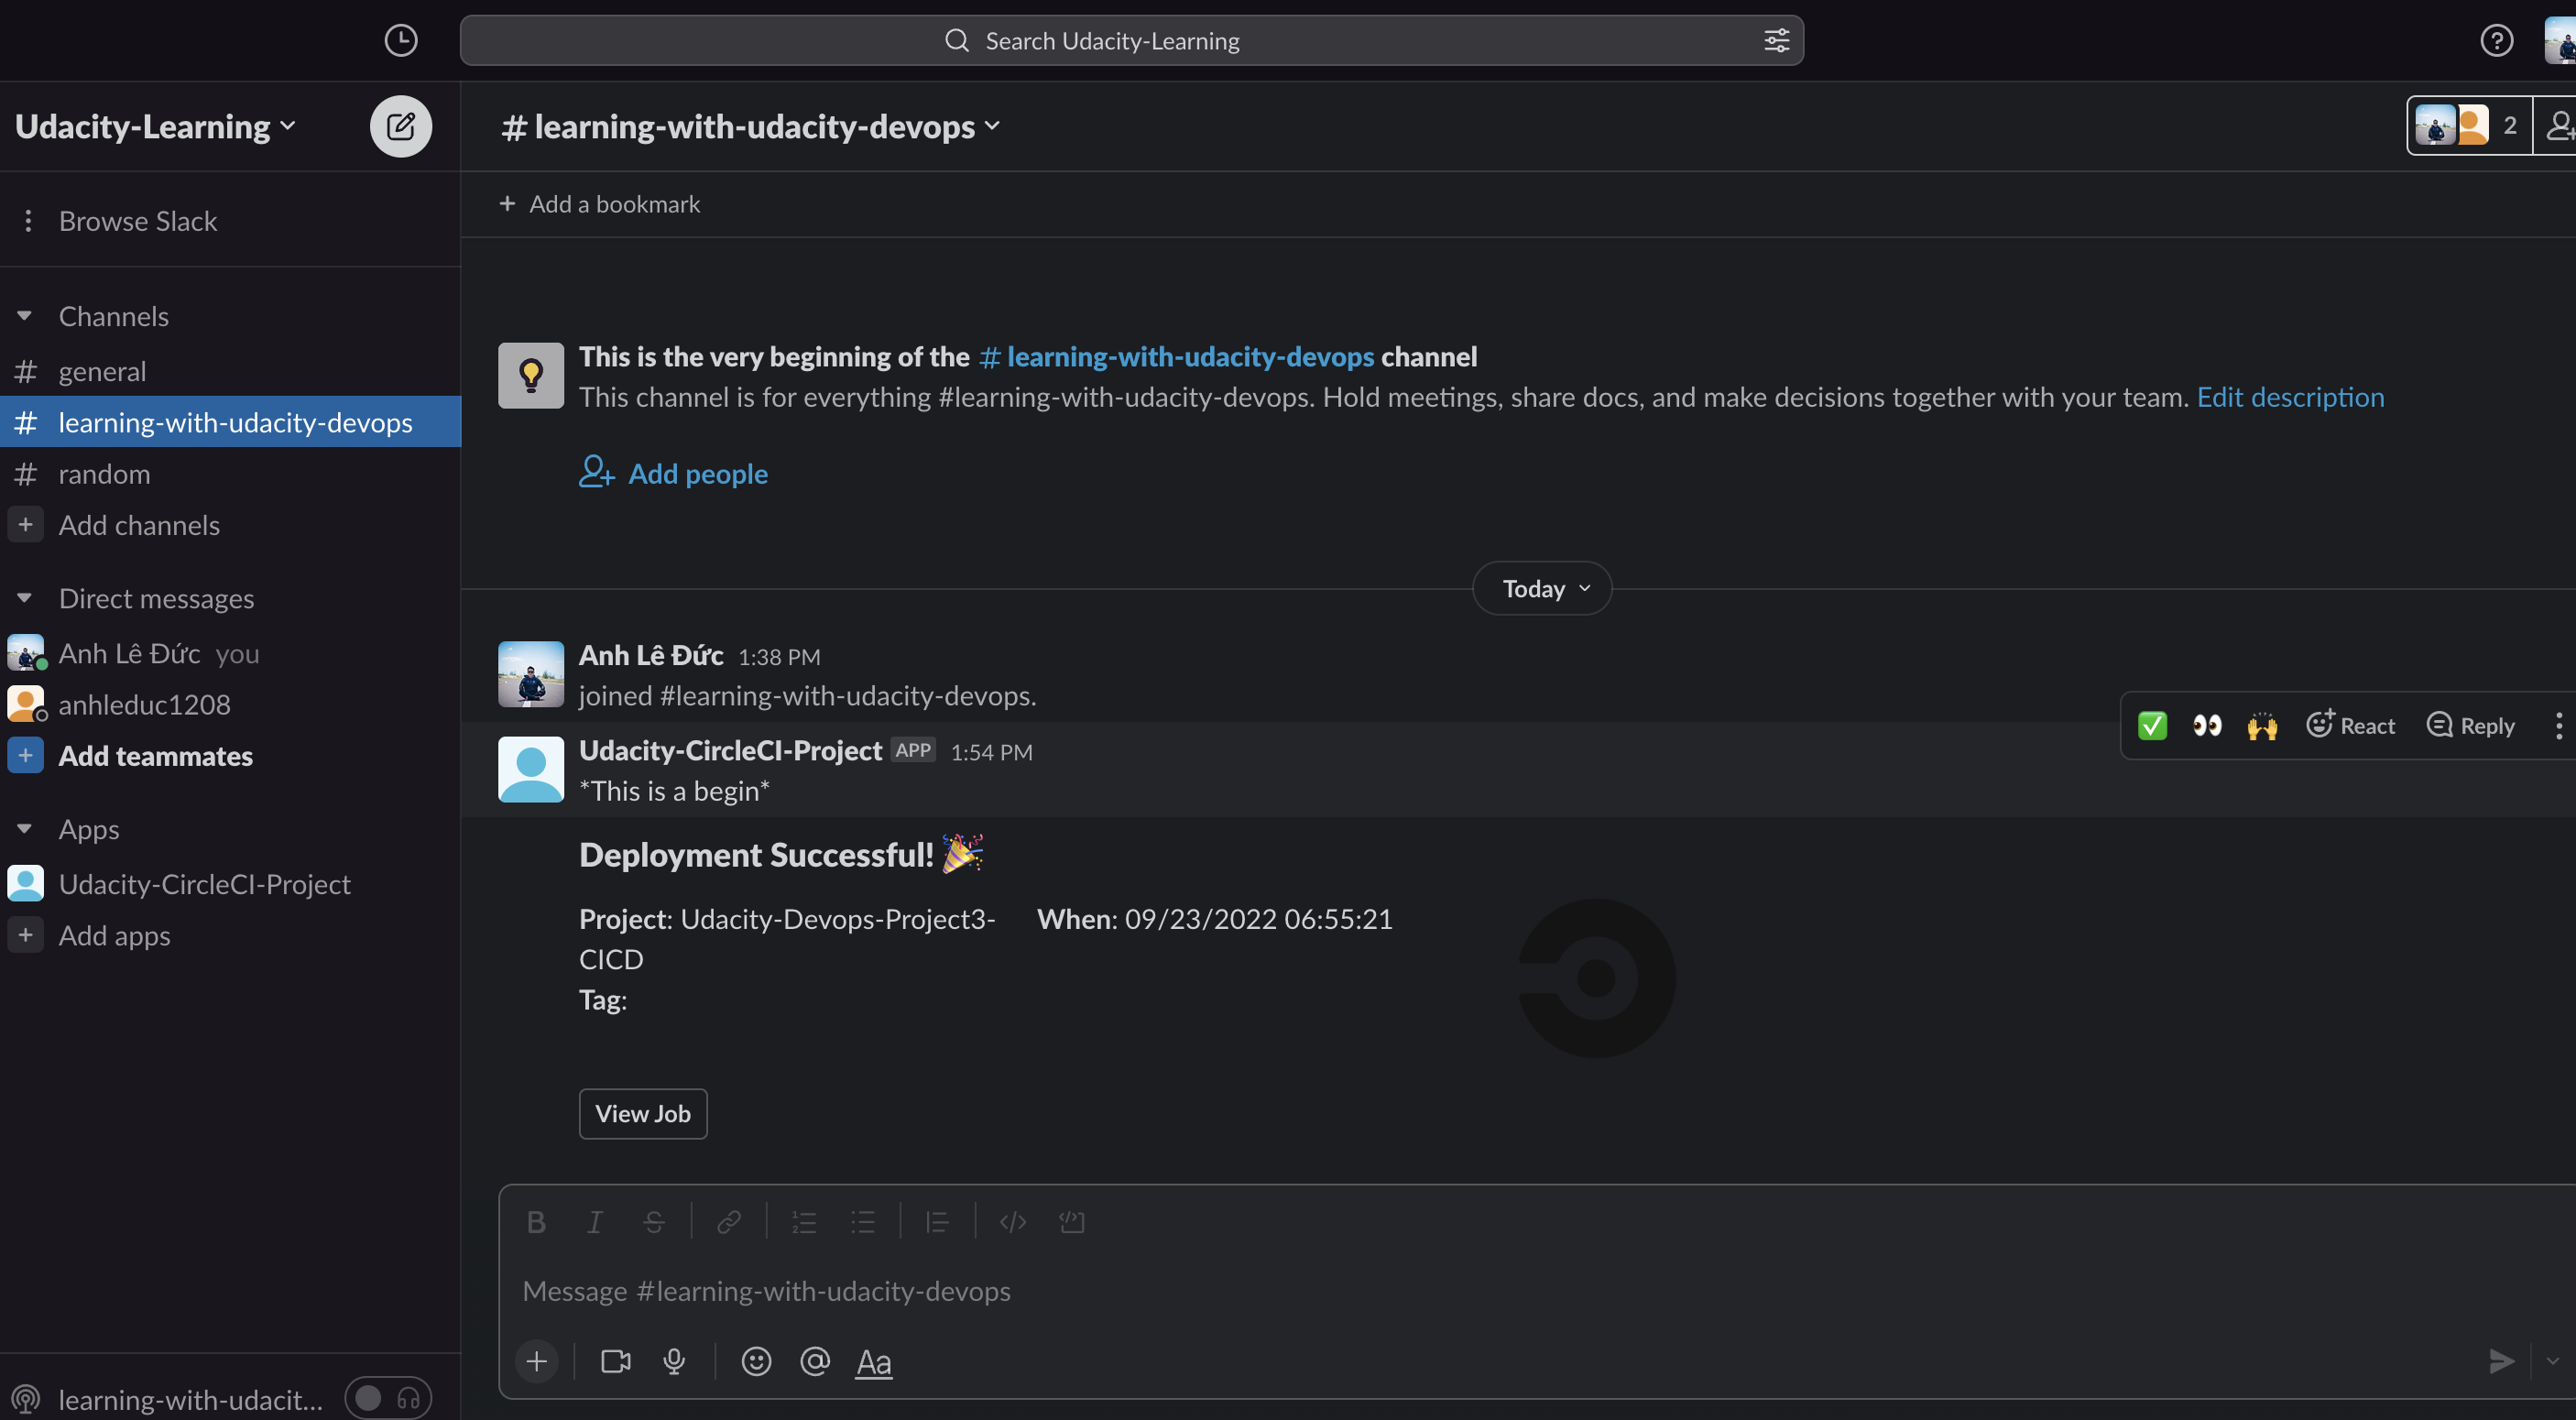 Search Udacity-Learning
Udacity-Learning
Browse Slack
Channels
# general
# learning-with-udacity-devops
# random
+ Add channels
Direct messages
Anh Lê Đức you
anhleduc1208
+ Add teammates
Apps
Udacity-CircleCI-Project
+ Add apps
learning-with-udacit...
# learning-with-udacity-devops
2
+ Add a bookmark
This is the very beginning of the # learning-with-udacity-devops channel
This channel is for everything #learning-with-udacity-devops. Hold meetings, share docs, and make decisions together with your team. Edit description
Add people
Today
Anh Lê Đức 1:38 PM
joined #learning-with-udacity-devops.
React Reply
Udacity-CircleCI-Project APP 1:54 PM
*This is a begin*
Deployment Successful! 🎉
Project: Udacity-Devops-Project3-
CICD
When: 09/23/2022 06:55:21
Tag:
View Job
Message #learning-with-udacity-devops
Aa